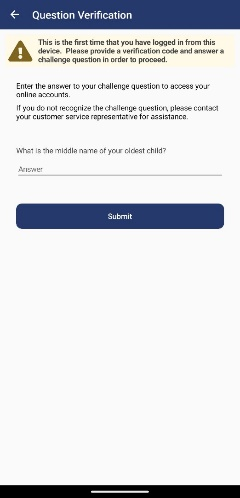 Question Verification
This is the first time that you have logged in from this
device.  Please provide a verification code and answer a
challenge question in order to proceed.
Enter the answer to your challenge question to access your
online accounts.
If you do not recognize the challenge question, please contact
your customer service representative for assistance.
What is the middle name of your oldest child?
Answer
Submit